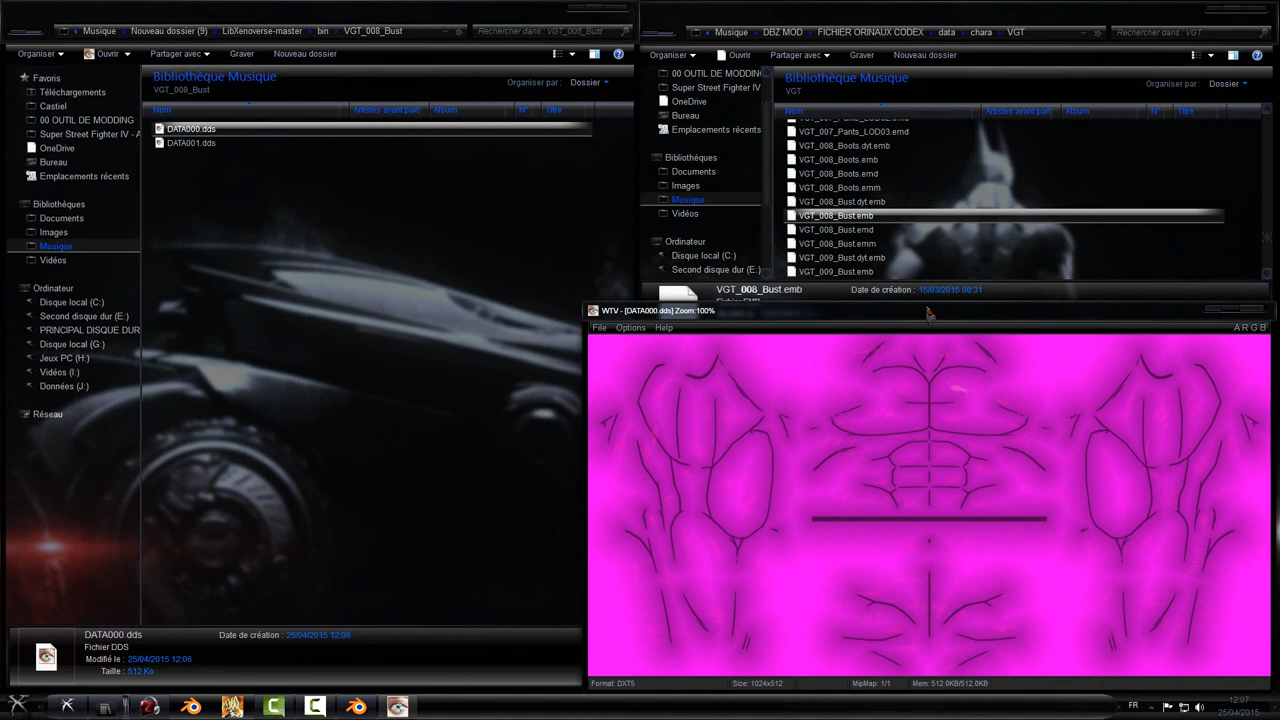 Musique Nouveau dossier (9) LibXenoverse-master bin VGT_008_Bust
Rechercher dans : VGT_008_Bust
Organiser Ouvrir Partager avec Graver Nouveau dossier
Favoris
Téléchargements
Castiel
00 OUTIL DE MODDING
Super Street Fighter IV - A
OneDrive
Bureau
Emplacements récents
Bibliothèques
Documents
Images
Musique
Vidéos
Ordinateur
Disque local (C:)
Second disque dur (E:)
PRINCIPAL DISQUE DUR
Disque local (G:)
Jeux PC (H:)
Vidéos (I:)
Données (J:)
Réseau
Bibliothèque Musique
VGT_008_Bust
Organiser par : Dossier
Nom Artistes ayant part. Album N° Titre
DATA000.dds
DATA001.dds
DATA000.dds
Fichier DDS
Date de création : 25/04/2015 12:06
Modifié le : 25/04/2015 12:06
Taille : 512 Ko
Musique DBZ MOD FICHIER ORINAUX CODEX data chara VGT
Rechercher dans : VGT
Organiser Ouvrir Partager avec Graver Nouveau dossier
00 OUTIL DE MODDING
Super Street Fighter IV
OneDrive
Bureau
Emplacements récents
Bibliothèques
Documents
Images
Musique
Vidéos
Ordinateur
Disque local (C:)
Second disque dur (E:)
Bibliothèque Musique
VGT
Organiser par : Dossier
Nom Artistes ayant part. Album N° Titre
VGT_007_Pants_LOD02.emd
VGT_007_Pants_LOD03.emd
VGT_008_Boots.dyt.emb
VGT_008_Boots.emb
VGT_008_Boots.emd
VGT_008_Boots.emm
VGT_008_Bust.dyt.emb
VGT_008_Bust.emb
VGT_008_Bust.emd
VGT_008_Bust.emm
VGT_009_Bust.dyt.emb
VGT_009_Bust.emb
VGT_008_Bust.emb
Date de création : 15/03/2015 09:31
Fichier EMB
WTV - [DATA000.dds] Zoom:100%
File Options Help
A R G B
Format: DXT5 Size: 1024x512 MipMap: 1/1 Mem: 512.0KB/512.0KB
FR
12:07
25/04/2015